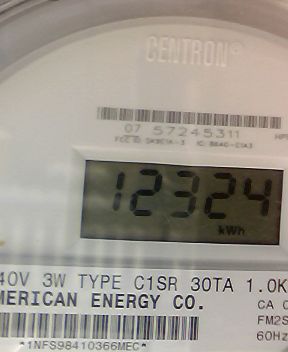 CENTRON®
07 57245311
12324
kWh
40V 3W TYPE C1SR 30TA 1.0K
MERICAN ENERGY CO.
CA 0
FM2S
60Hz
*1NFS98410366MEC*